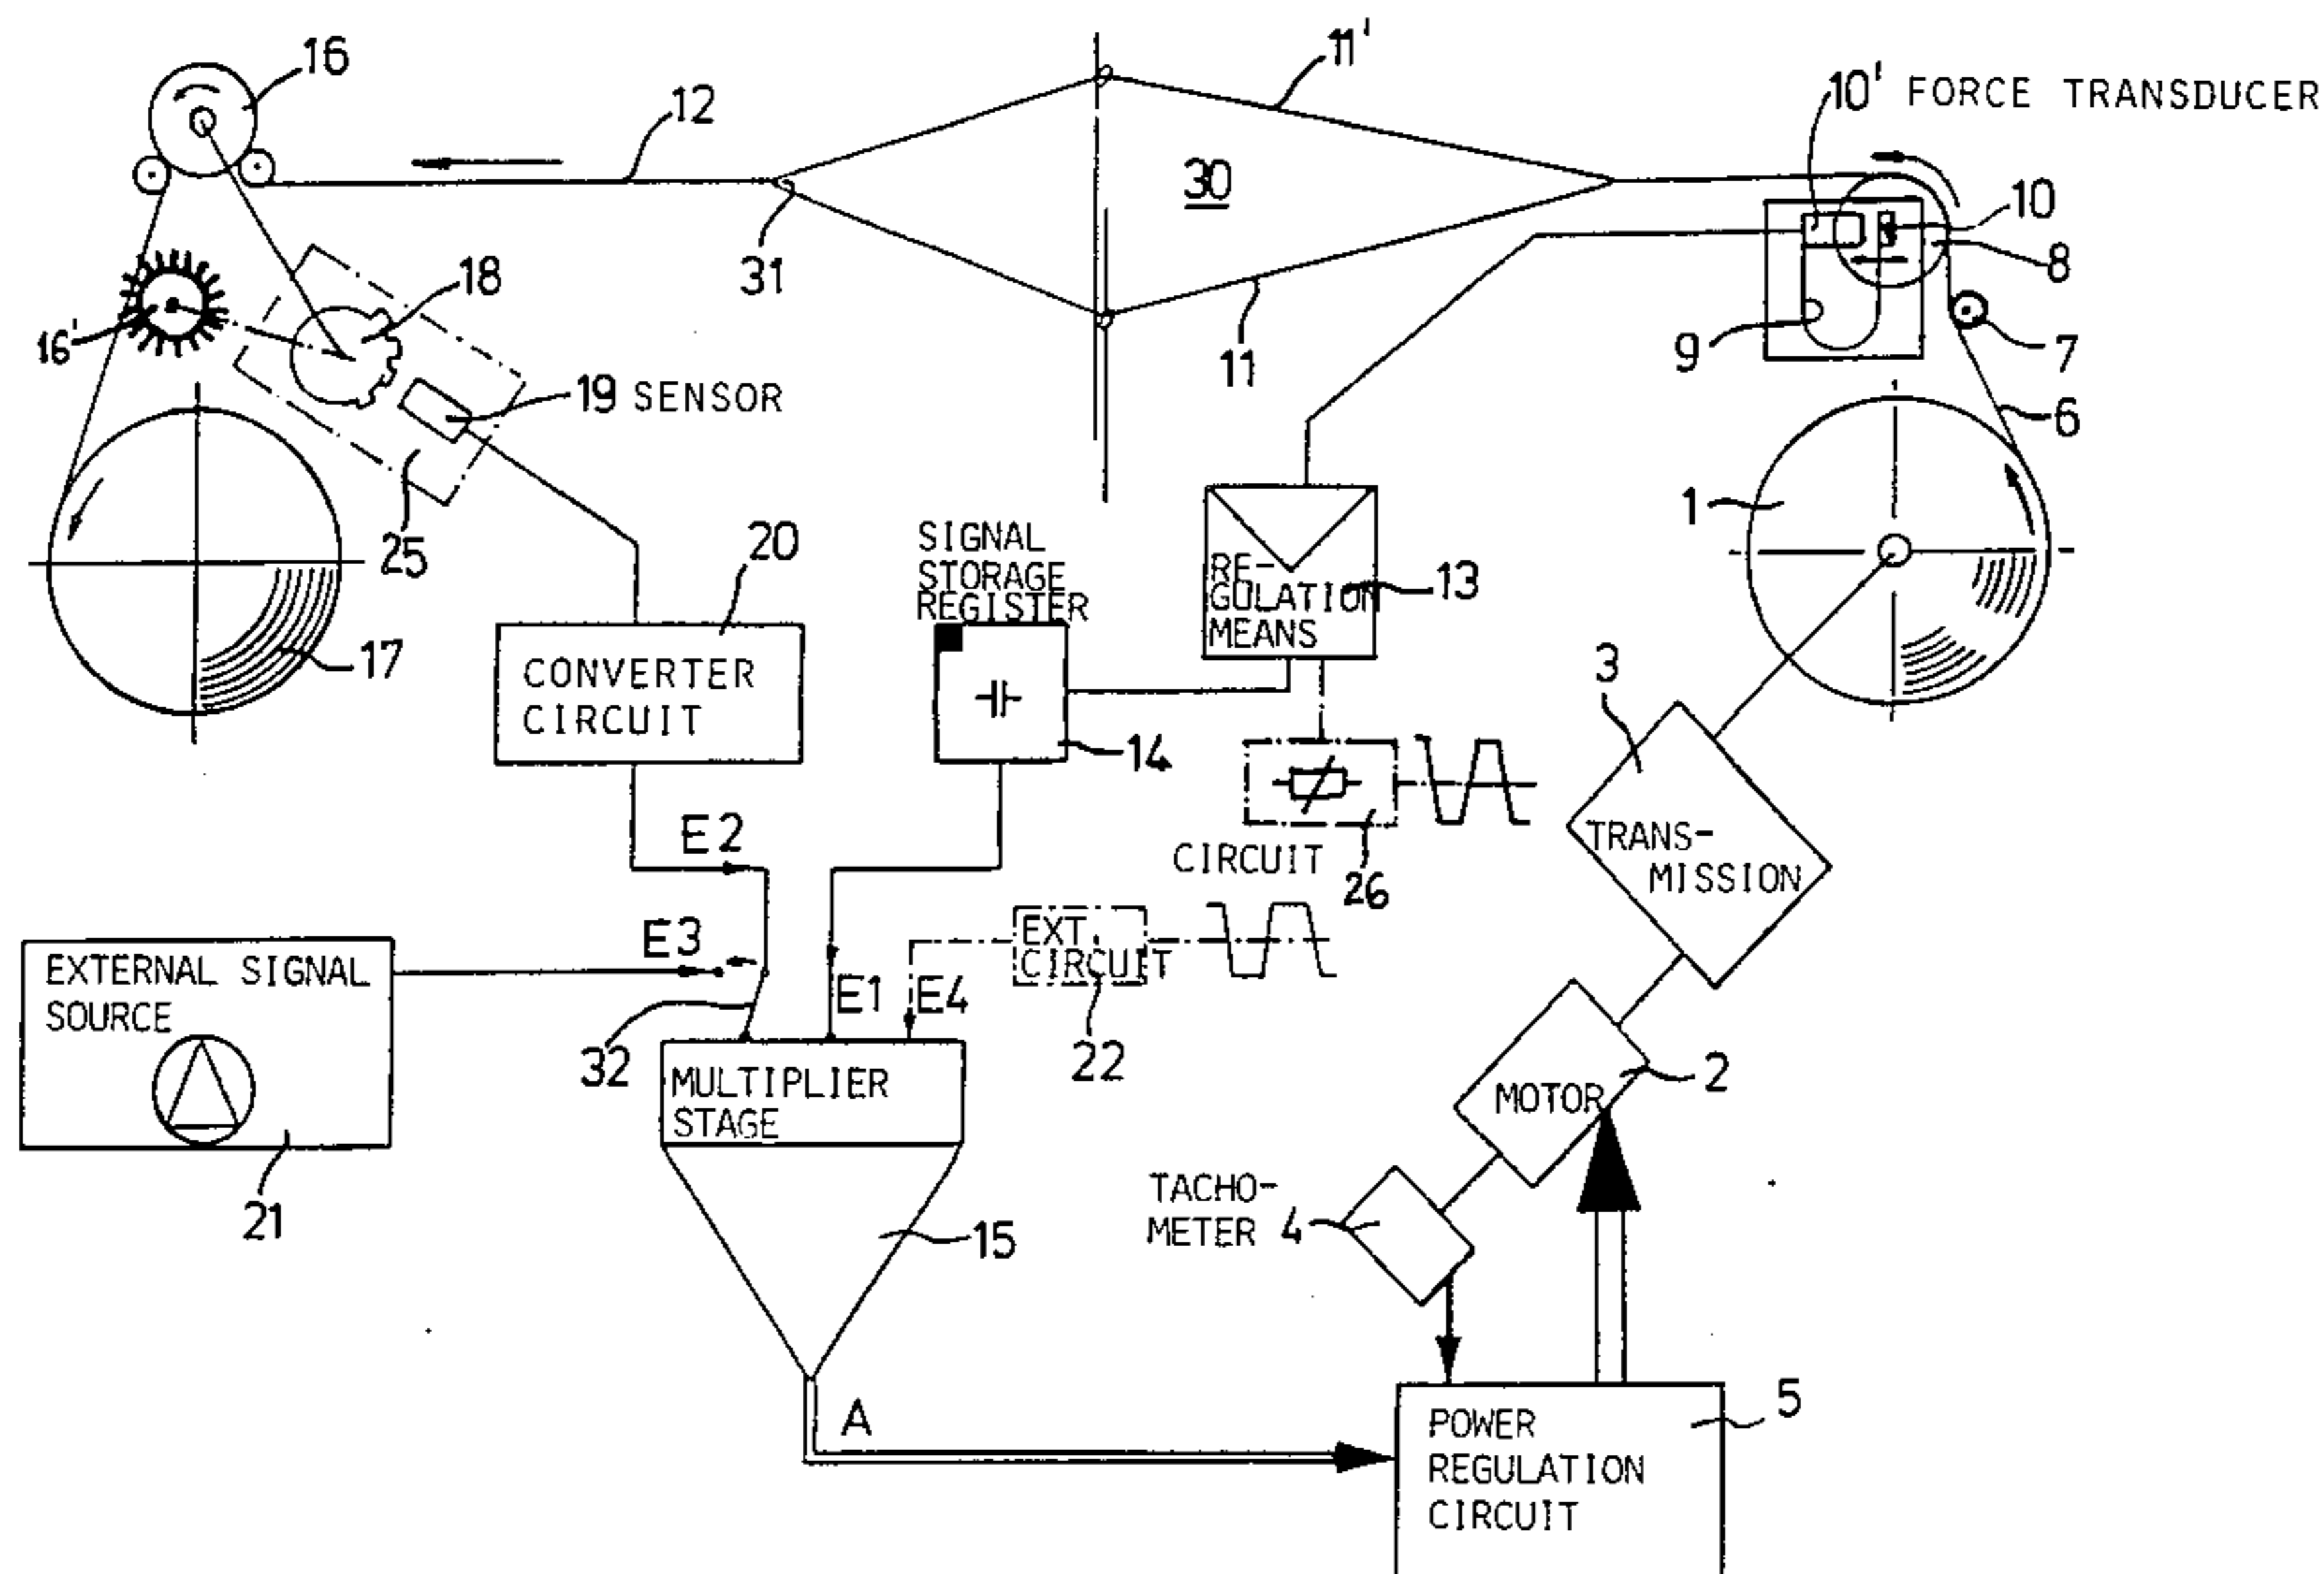 16
12
11'
10' FORCE TRANSDUCER
30
10
8
31
18
16'
11
9
7
19 SENSOR
6
1
25
20
SIGNAL
STORAGE
REGISTER
RE-
GULATION
MEANS
13
17
CONVERTER
CIRCUIT
3
14
E2
TRANS-
MISSION
CIRCUIT
26
E3
EXT.
CIRCUIT
EXTERNAL SIGNAL
SOURCE
E1
E4
32
22
2
MULTIPLIER
STAGE
MOTOR
21
15
TACHO-
METER 4
A
5
POWER
REGULATION
CIRCUIT